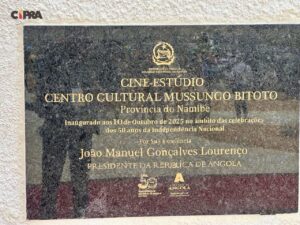 CIPRA
CINE-ESTÚDIO
CENTRO CULTURAL MUSSUNGO BITOTO
Província do Namibe
Inaugurado aos de Outubro de 2025 no âmbito das celebrações
dos 50 anos da Independência Nacional
Por Sua Excelência
João Manuel Gonçalves Lourenço
PRESIDENTE DA REPÚBLICA DE ANGOLA
50
ANGOLA